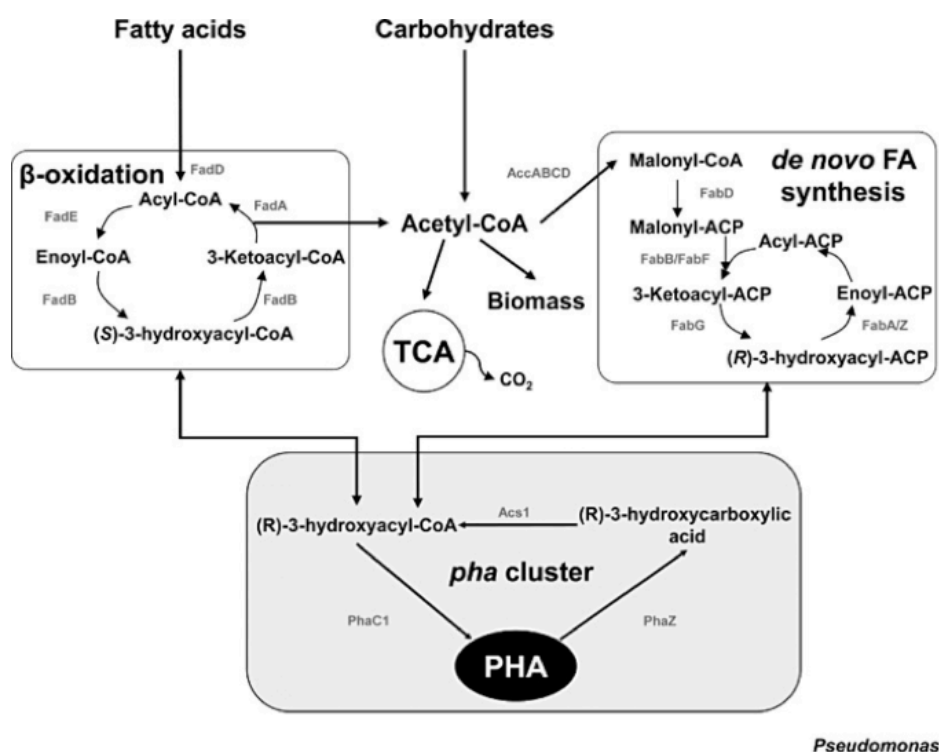 Fatty acids
Carbohydrates
β-oxidation
FadD
Acyl-CoA
FadE
FadA
Enoyl-CoA
3-Ketoacyl-CoA
FadB
FadB
(S)-3-hydroxyacyl-CoA
Acetyl-CoA
AccABCD
Biomass
TCA
CO₂
de novo FA
synthesis
Malonyl-CoA
FabD
Malonyl-ACP
Acyl-ACP
FabB/FabF
3-Ketoacyl-ACP
Enoyl-ACP
FabG
FabA/Z
(R)-3-hydroxyacyl-ACP
(R)-3-hydroxyacyl-CoA
Acs1
(R)-3-hydroxycarboxylic
acid
pha cluster
PhaC1
PhaZ
PHA
Pseudomonas